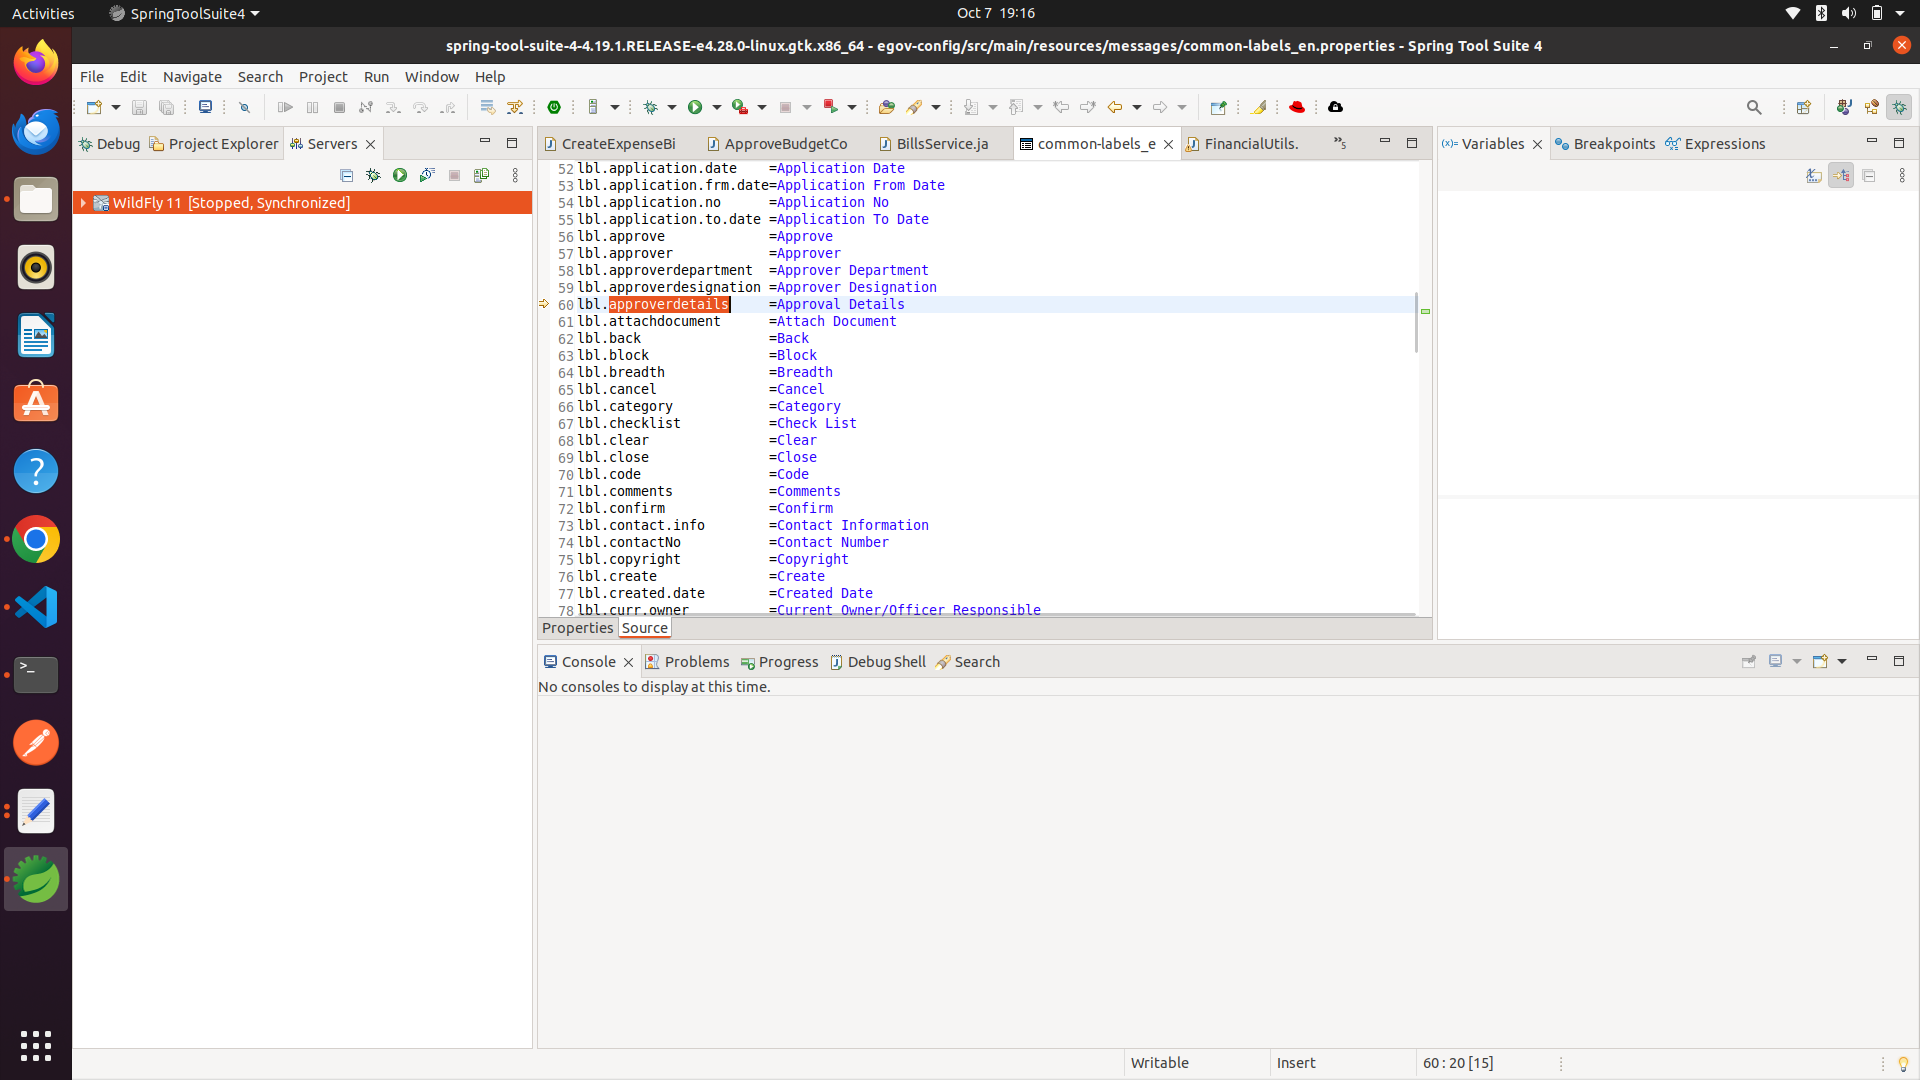 Activities
SpringToolSuite4
Oct 7 19:16
spring-tool-suite-4-4.19.1.RELEASE-e4.28.0-linux.gtk.x86_64 - egov-config/src/main/resources/messages/common-labels_en.properties - Spring Tool Suite 4
File Edit Navigate Search Project Run Window Help
Debug Project Explorer Servers
WildFly 11 [Stopped, Synchronized]
CreateExpenseBi ApproveBudgetCo BillsService.ja common-labels_e FinancialUtils. »5
52 lbl.application.date =Application Date
53 lbl.application.frm.date=Application From Date
54 lbl.application.no =Application No
55 lbl.application.to.date =Application To Date
56 lbl.approve =Approve
57 lbl.approver =Approver
58 lbl.approverdepartment =Approver Department
59 lbl.approverdesignation =Approver Designation
60 lbl.approverdetails =Approval Details
61 lbl.attachdocument =Attach Document
62 lbl.back =Back
63 lbl.block =Block
64 lbl.breadth =Breadth
65 lbl.cancel =Cancel
66 lbl.category =Category
67 lbl.checklist =Check List
68 lbl.clear =Clear
69 lbl.close =Close
70 lbl.code =Code
71 lbl.comments =Comments
72 lbl.confirm =Confirm
73 lbl.contact.info =Contact Information
74 lbl.contactNo =Contact Number
75 lbl.copyright =Copyright
76 lbl.create =Create
77 lbl.created.date =Created Date
78 lbl.curr.owner =Current Owner/Officer Responsible
Properties Source
(x)= Variables Breakpoints Expressions
Console Problems Progress Debug Shell Search
No consoles to display at this time.
Writable Insert 60 : 20 [15]